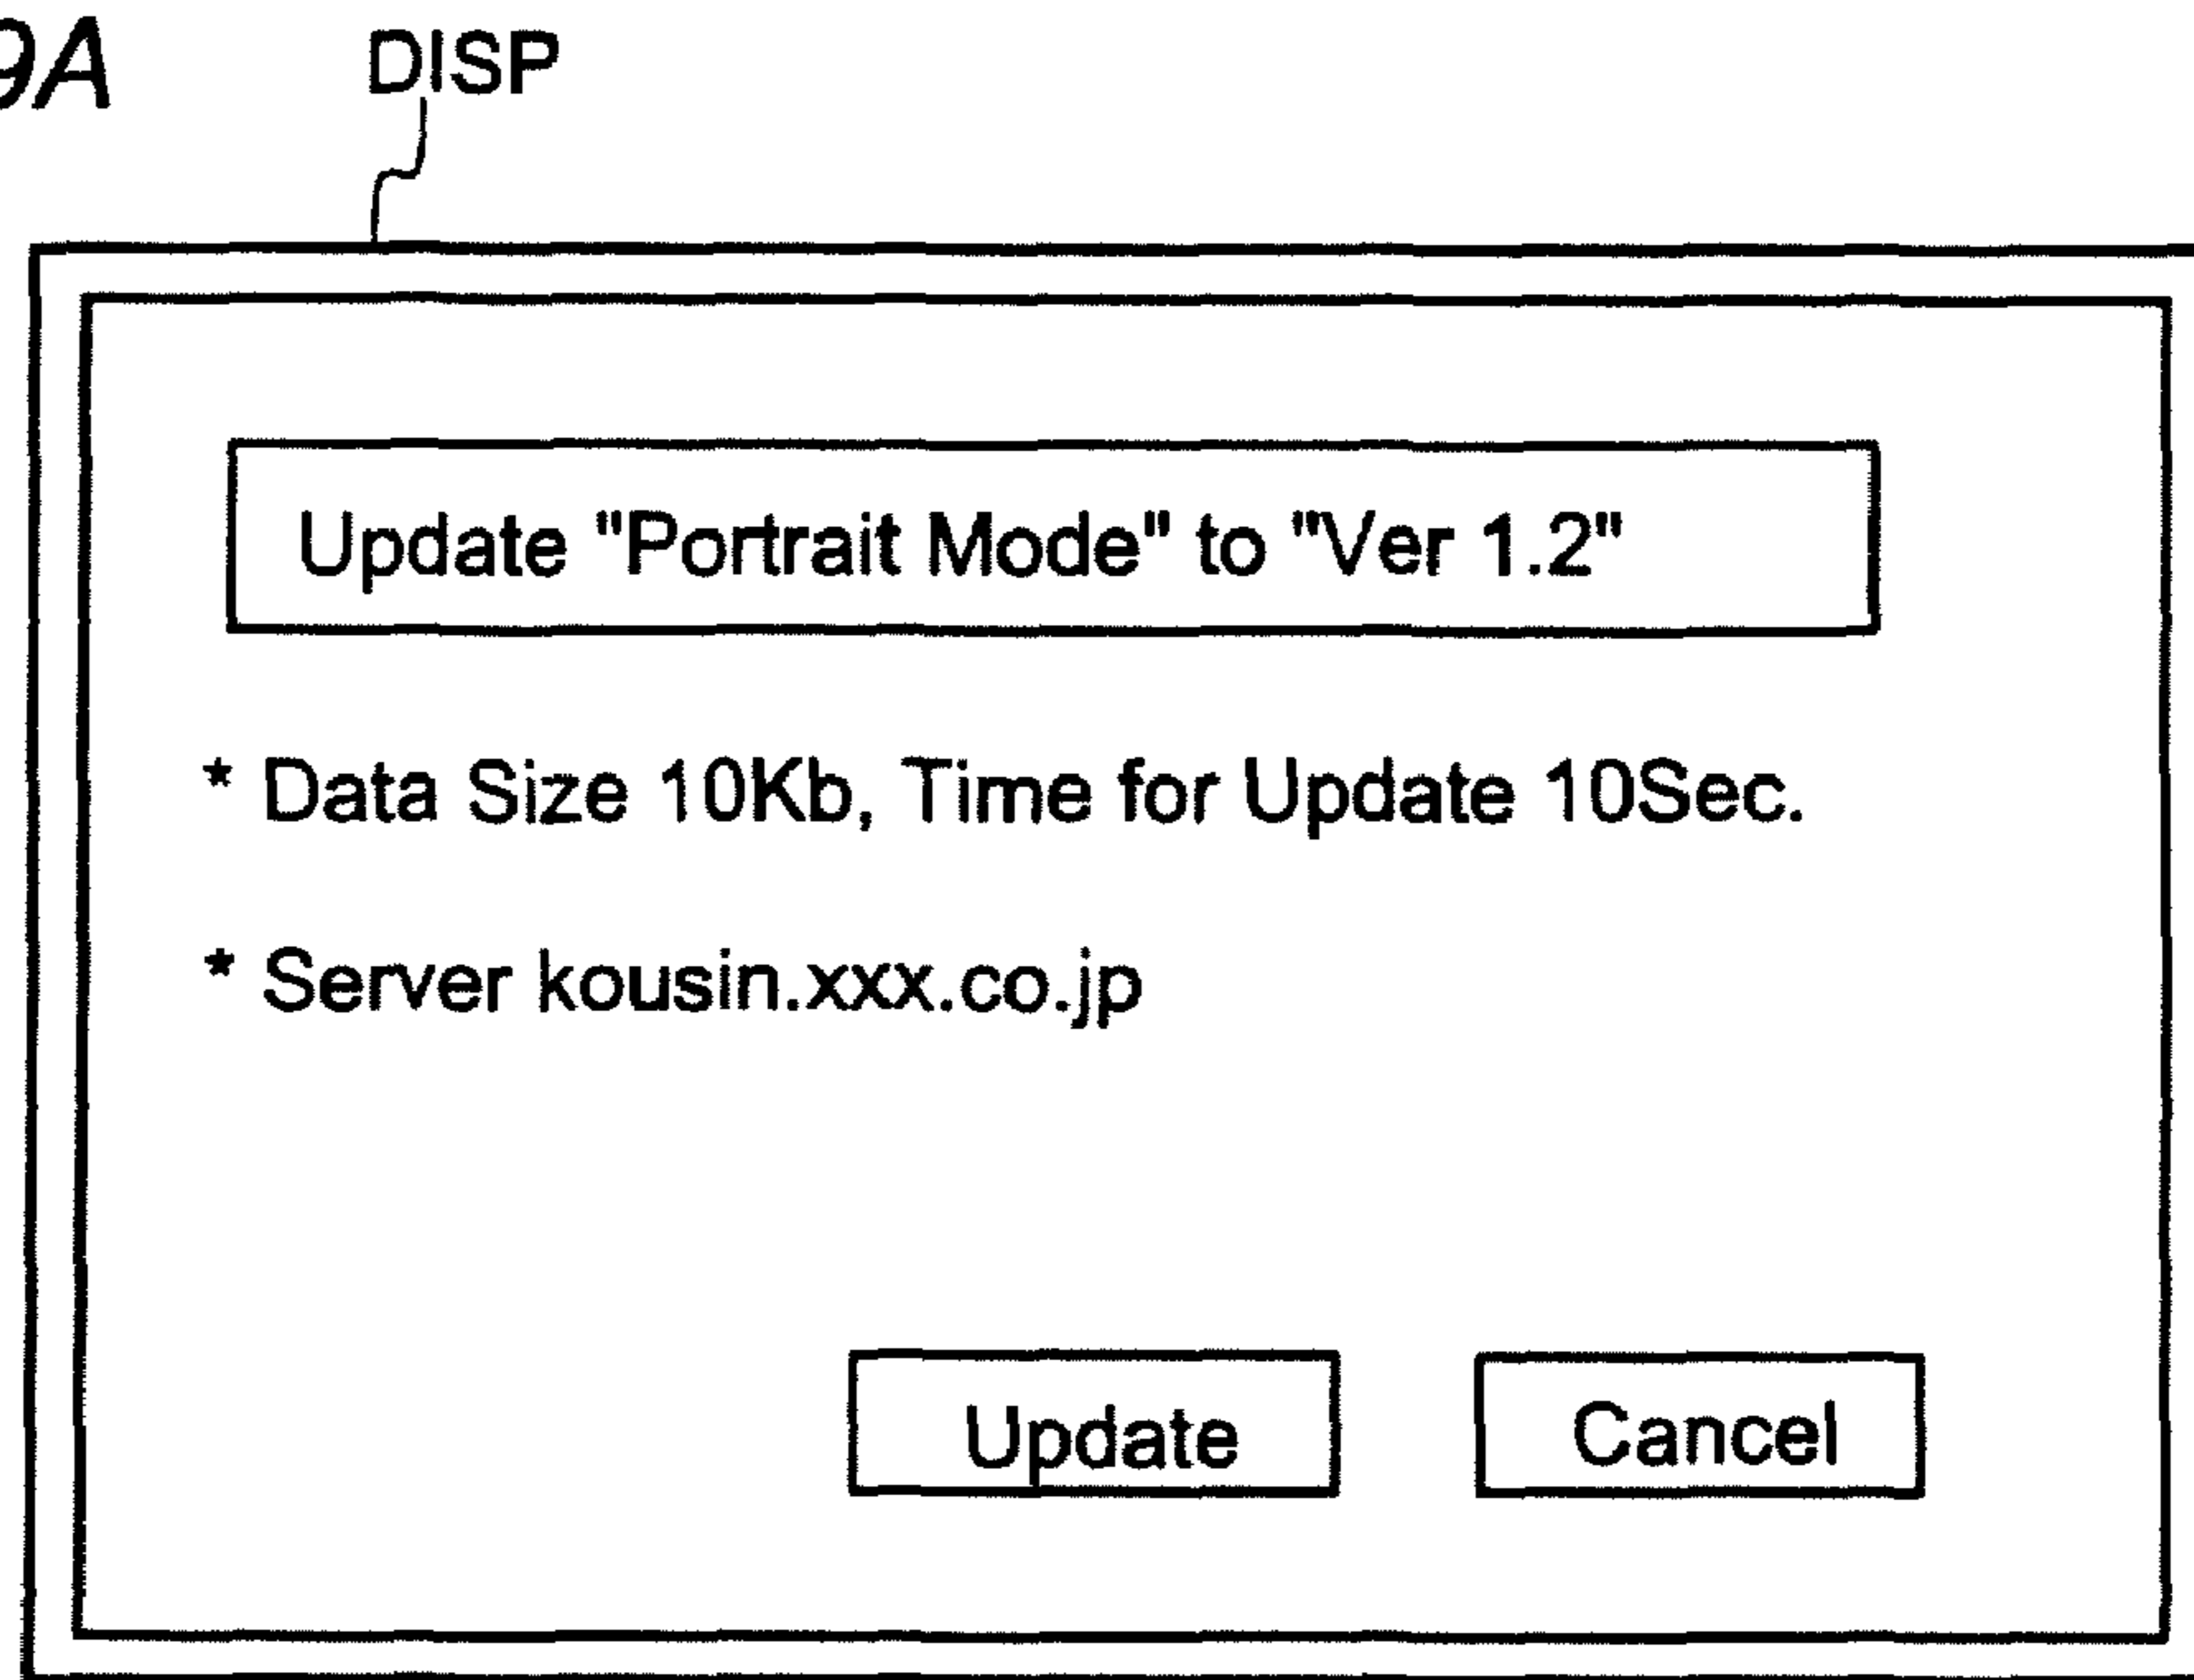 9A
DISP
Update "Portrait Mode" to "Ver 1.2"
* Data Size 10Kb, Time for Update 10Sec.
* Server kousin.xxx.co.jp
Update
Cancel